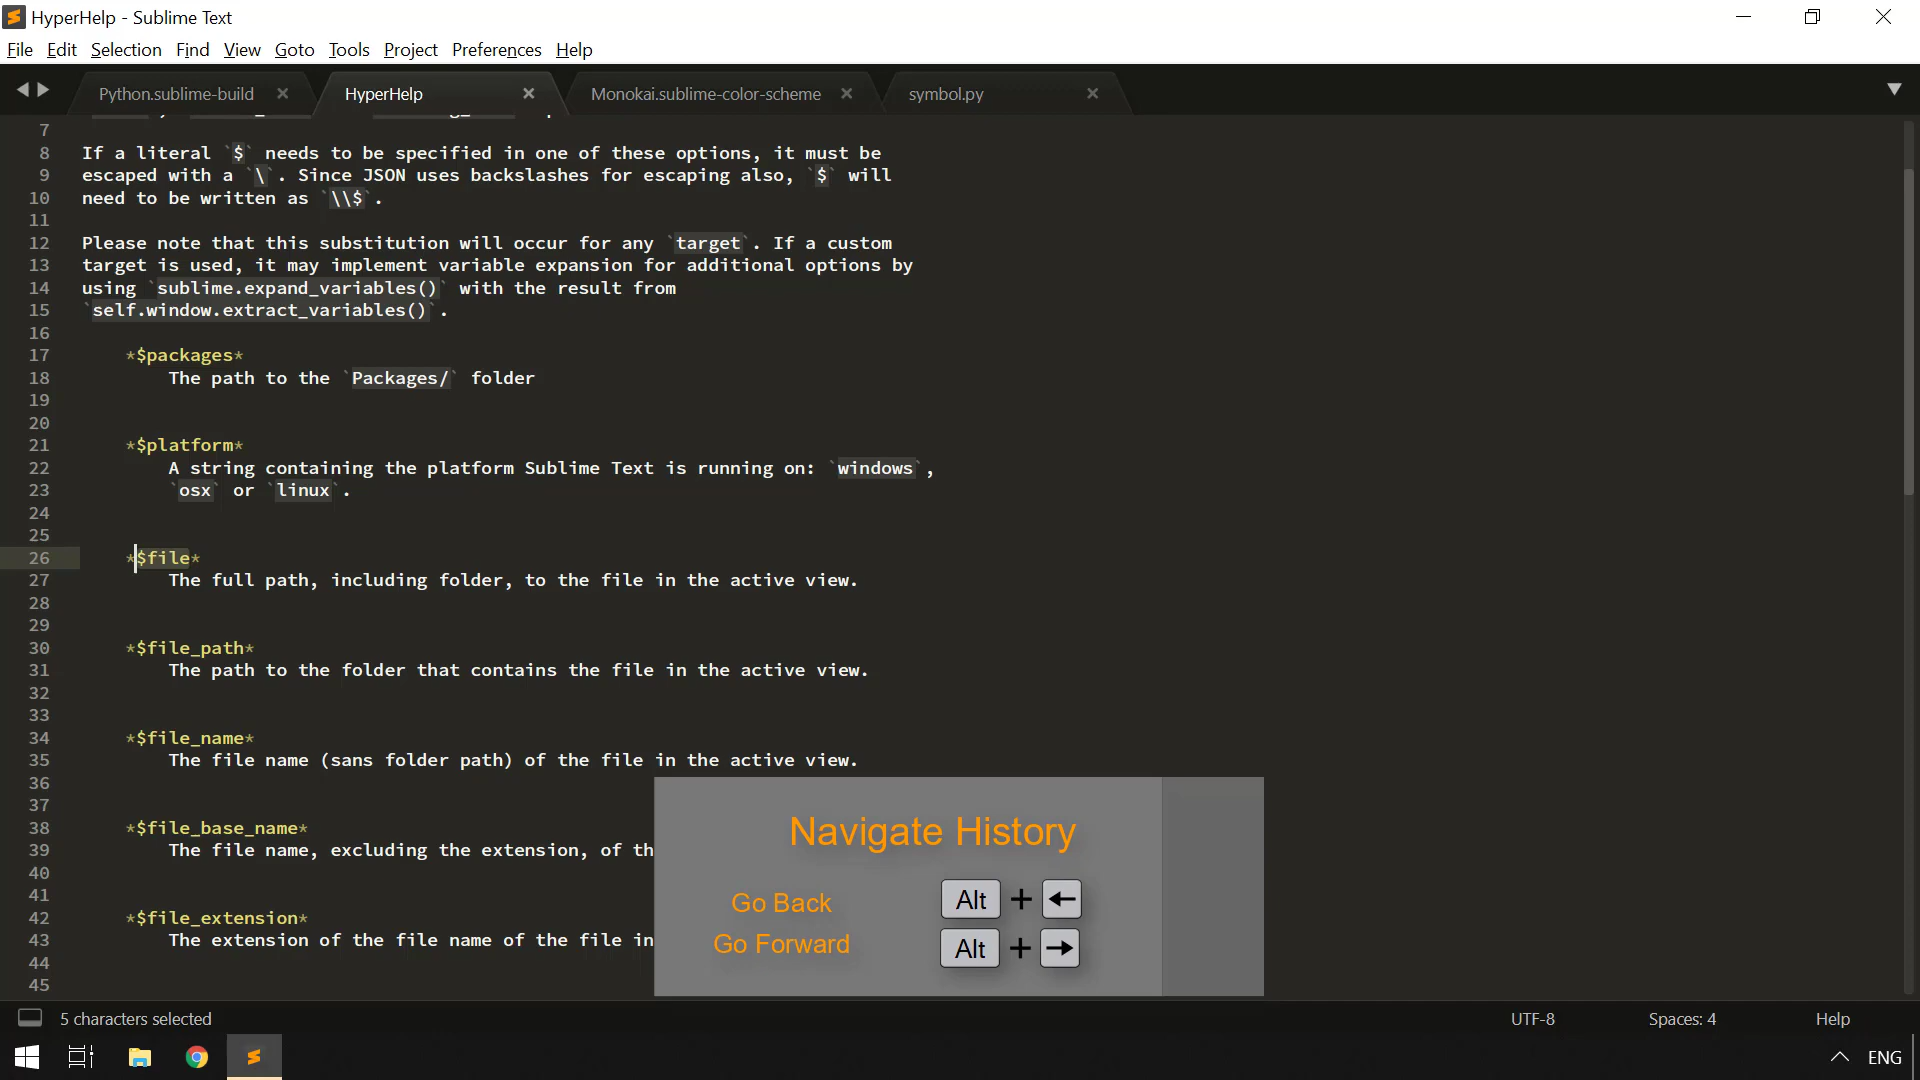 HyperHelp - Sublime Text
File Edit Selection Find View Goto Tools Project Preferences Help
Python.sublime-build HyperHelp Monokai.sublime-color-scheme symbol.py
7
8 If a literal `$` needs to be specified in one of these options, it must be
9 escaped with a `\`. Since JSON uses backslashes for escaping also, `$` will
10 need to be written as `\\$`.
11
12 Please note that this substitution will occur for any `target`. If a custom
13 target is used, it may implement variable expansion for additional options by
14 using `sublime.expand_variables()` with the result from
15 `self.window.extract_variables()`.
16
17 *$packages*
18 The path to the `Packages/` folder
19
20
21 *$platform*
22 A string containing the platform Sublime Text is running on: `windows`,
23 `osx` or `linux`.
24
25
26 *$file*
27 The full path, including folder, to the file in the active view.
28
29
30 *$file_path*
31 The path to the folder that contains the file in the active view.
32
33
34 *$file_name*
35 The file name (sans folder path) of the file in the active view.
36
37
38 *$file_base_name*
39 The file name, excluding the extension, of th
40
41
42 *$file_extension*
43 The extension of the file name of the file in
44
45
Navigate History
Go Back Alt + ←
Go Forward Alt + →
5 characters selected UTF-8 Spaces: 4 Help
ENG